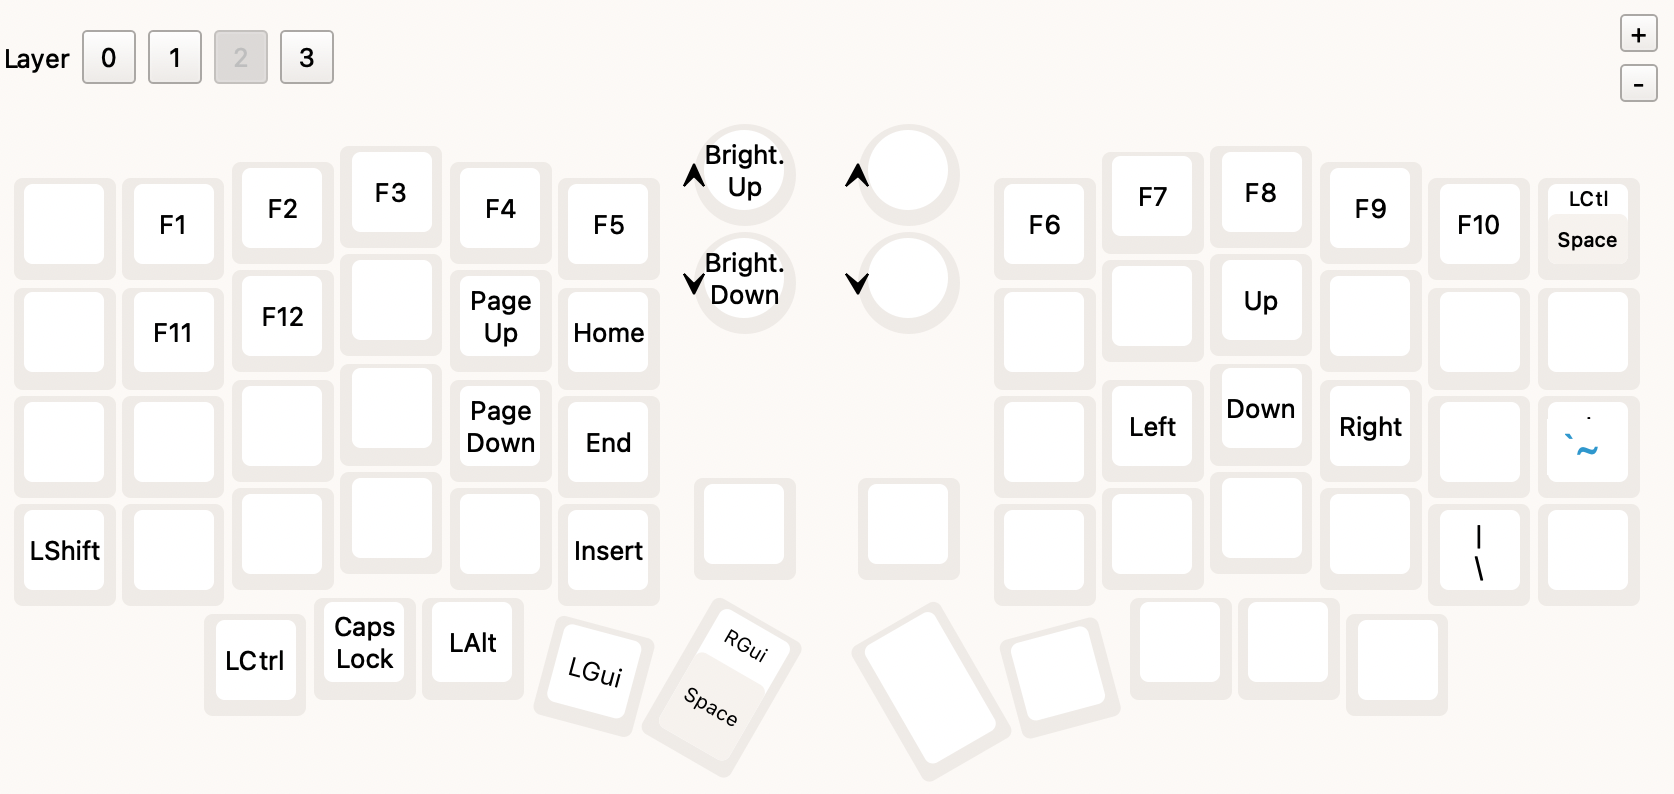 Layer 0 1 2 3
+
-
Bright.
Up
Bright.
Down
F1 F2 F3 F4 F5
F6 F7 F8 F9 F10 LCtl
Space
F11 F12 Page
Up Home
Up
Page
Down End
Left Down Right
`~
LShift Insert
|
\
LCtrl Caps
Lock LAlt LGui RGui
Space